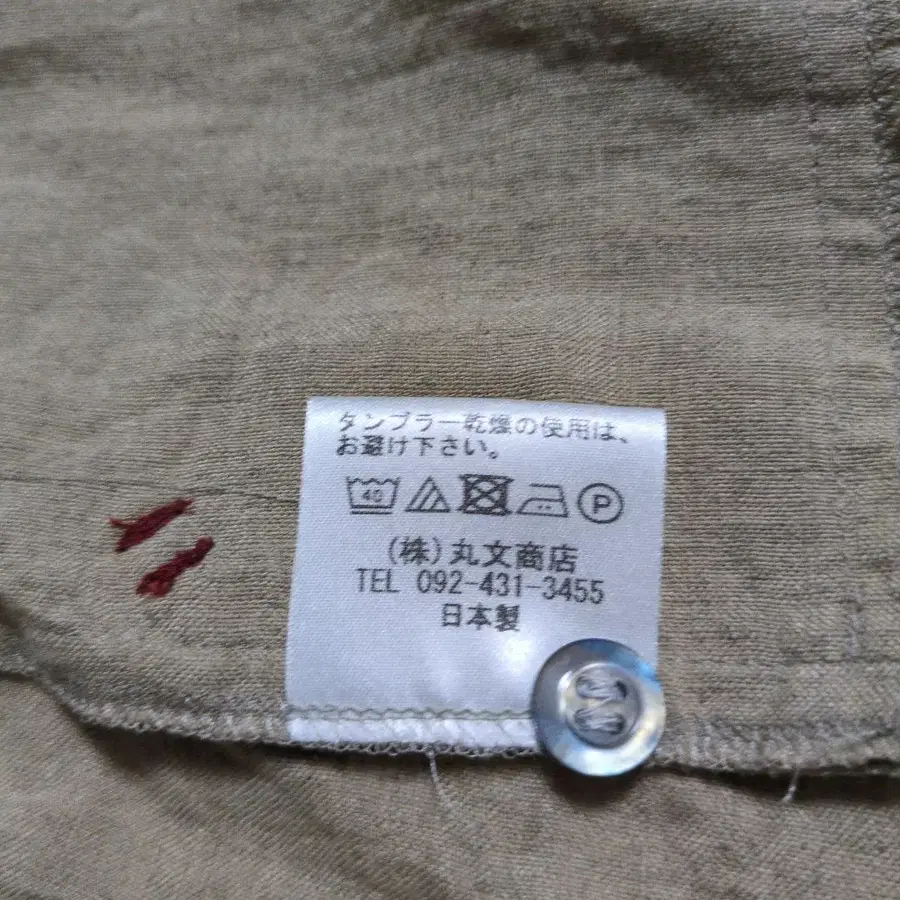 タンブラー乾燥の使用は、
お避け下さい。
40 P
(株)丸文商店
TEL 092-431-3455
日本製